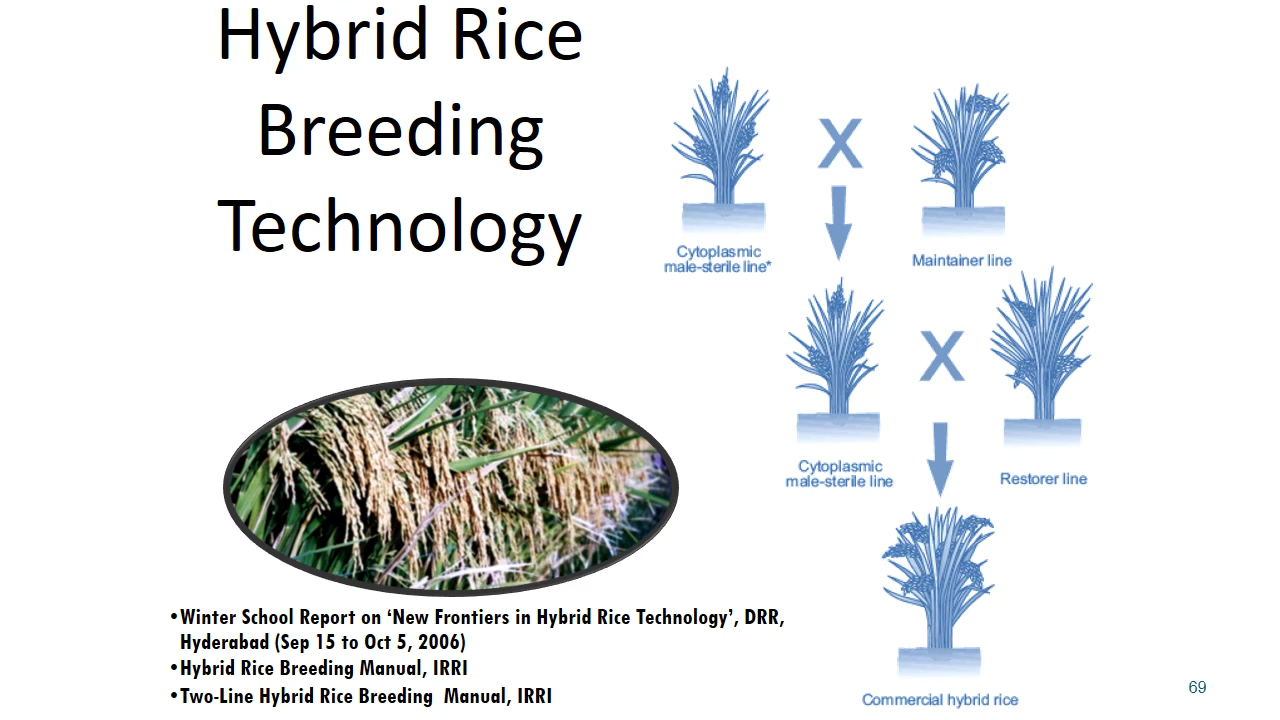 Hybrid Rice
Breeding
Technology
X
Cytoplasmic
male-sterile line*
Maintainer line
X
Cytoplasmic
male-sterile line
Restorer line
Commercial hybrid rice
•Winter School Report on ‘New Frontiers in Hybrid Rice Technology’, DRR,
Hyderabad (Sep 15 to Oct 5, 2006)
•Hybrid Rice Breeding Manual, IRRI
•Two-Line Hybrid Rice Breeding  Manual, IRRI
69